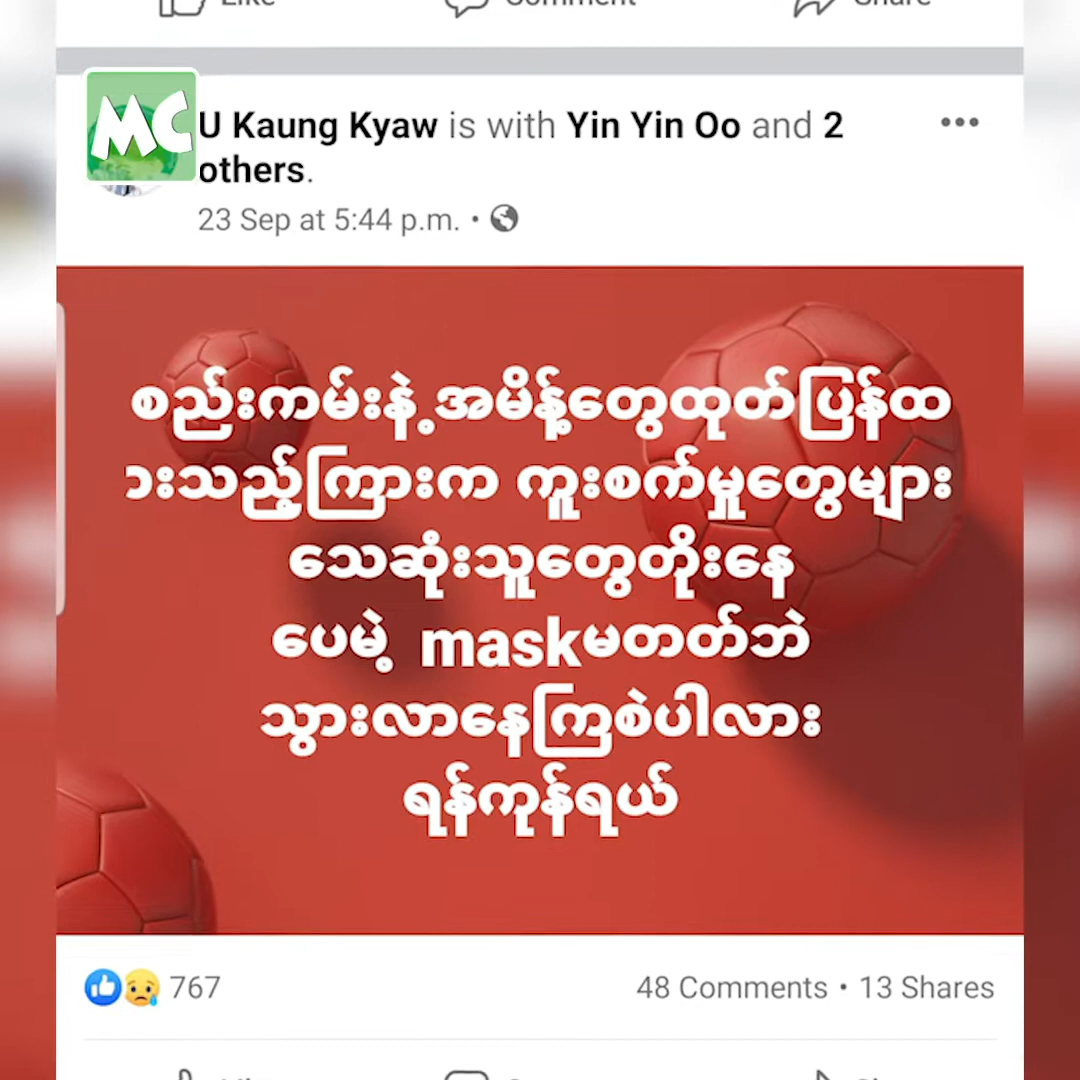 Like Comment Share
MC
U Kaung Kyaw is with Yin Yin Oo and 2
others.
23 Sep at 5:44 p.m. •
စည်းကမ်းနဲ့အမိန့်တွေထုတ်ပြန်ထ
ားသည့်ကြားက ကူးစက်မှုတွေများ
သေဆုံးသူတွေတိုးနေ
ပေမဲ့ maskမတတ်ဘဲ
သွားလာနေကြစဲပါလား
ရန်ကုန်ရယ်
767 48 Comments • 13 Shares